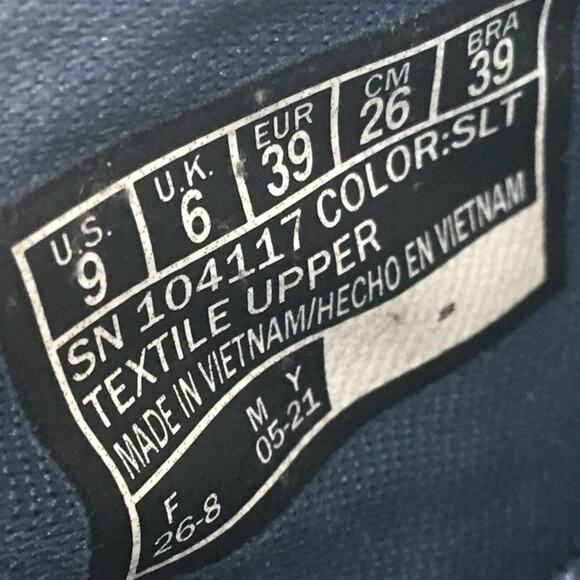 U.S. U.K. EUR CM BRA
9 6 39 26 39
SN 104117 COLOR:SLT
TEXTILE UPPER
MADE IN VIETNAM/HECHO EN VIETNAM
F M Y
26-8 05-21